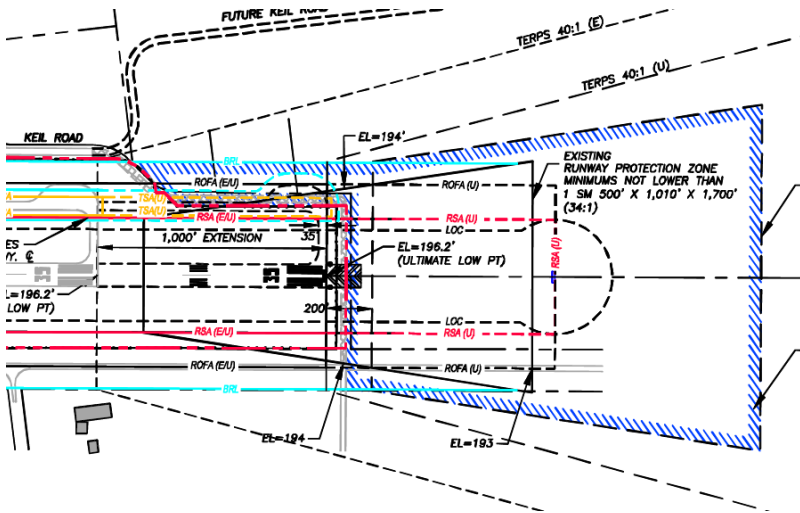 FUTURE KEIL ROAD
TERPS 40:1 (E)
TERPS 40:1 (U)
KEIL ROAD
EL=194'
BRL
EXISTING
RUNWAY PROTECTION ZONE
MINIMUMS NOT LOWER THAN
1 SM 500' X 1,010' X 1,700'
(34:1)
ROFA (E/U)
ROFA (U)
TSA(U)
TSA(U)
RSA (E/U)
RSA (U)
LOC
1,000' EXTENSION
35'
EL=196.2'
(ULTIMATE LOW PT)
RSA (U)
ES
Y. ℄
33
33
L=196.2'
LOW PT)
200'
LOC
RSA (E/U)
RSA (U)
ROFA (E/U)
ROFA (U)
BRL
EL=194
EL=193